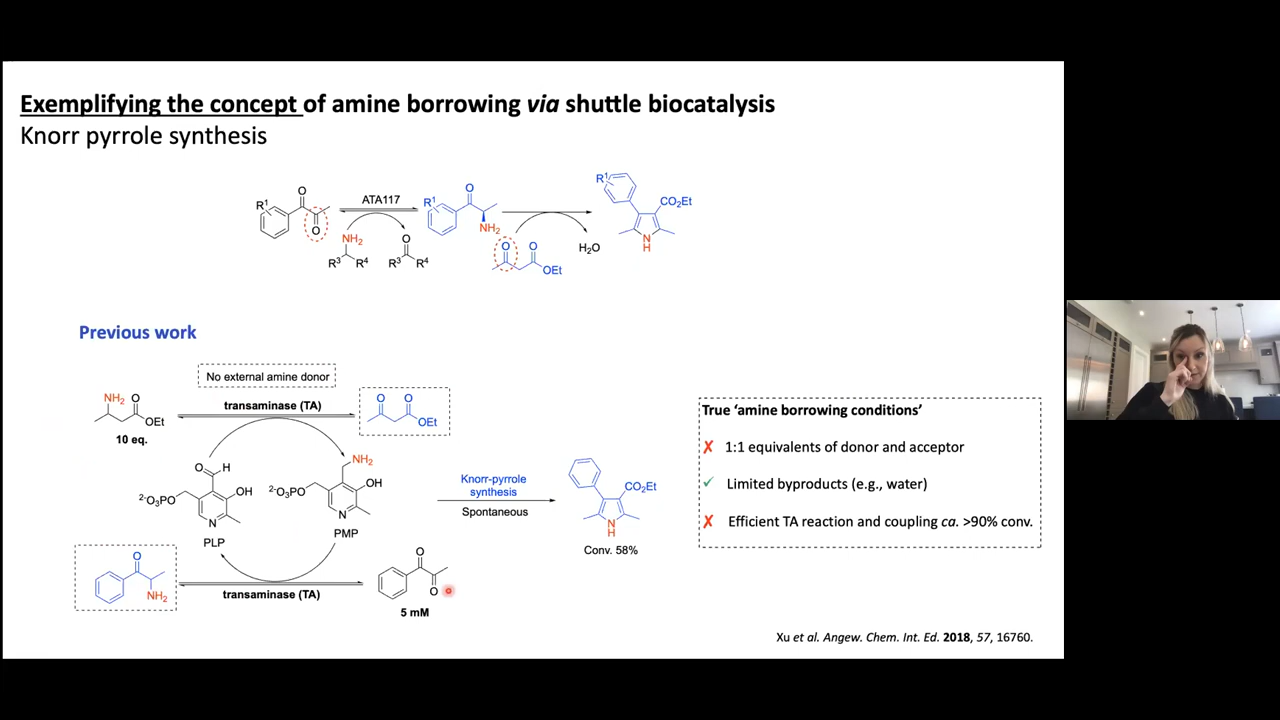 Exemplifying the concept of amine borrowing via shuttle biocatalysis
Knorr pyrrole synthesis
R¹
O
O
ATA117
NH₂
R³
R⁴
O
R³
R⁴
R¹
O
NH₂
O
O
OEt
H₂O
R¹
CO₂Et
N
H
Previous work
No external amine donor
NH₂
O
OEt
10 eq.
transaminase (TA)
O
O
OEt
O
H
²⁻O₃PO
OH
N
PLP
NH₂
²⁻O₃PO
OH
N
PMP
Knorr-pyrrole
synthesis
Spontaneous
CO₂Et
N
H
Conv. 58%
O
NH₂
transaminase (TA)
O
O
5 mM
True ‘amine borrowing conditions’
✗ 1:1 equivalents of donor and acceptor
✓ Limited byproducts (e.g., water)
✗ Efficient TA reaction and coupling ca. >90% conv.
Xu et al. Angew. Chem. Int. Ed. 2018, 57, 16760.